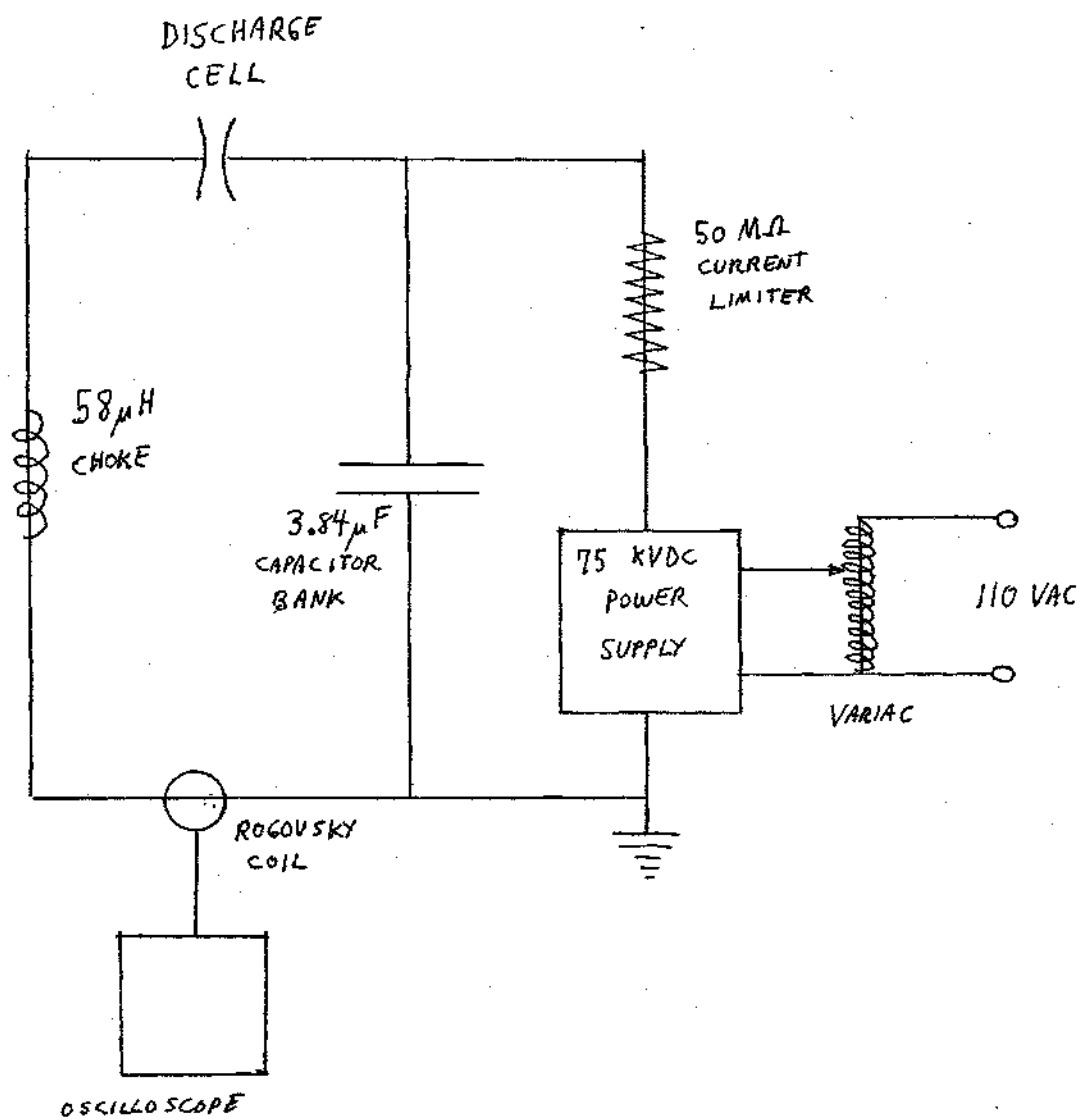 DISCHARGE
CELL
50 MΩ
CURRENT
LIMITER
58μH
CHOKE
3.84μF
CAPACITOR
BANK
75 KVDC
POWER
SUPPLY
110 VAC
VARIAC
ROGOVSKY
COIL
OSCILLOSCOPE